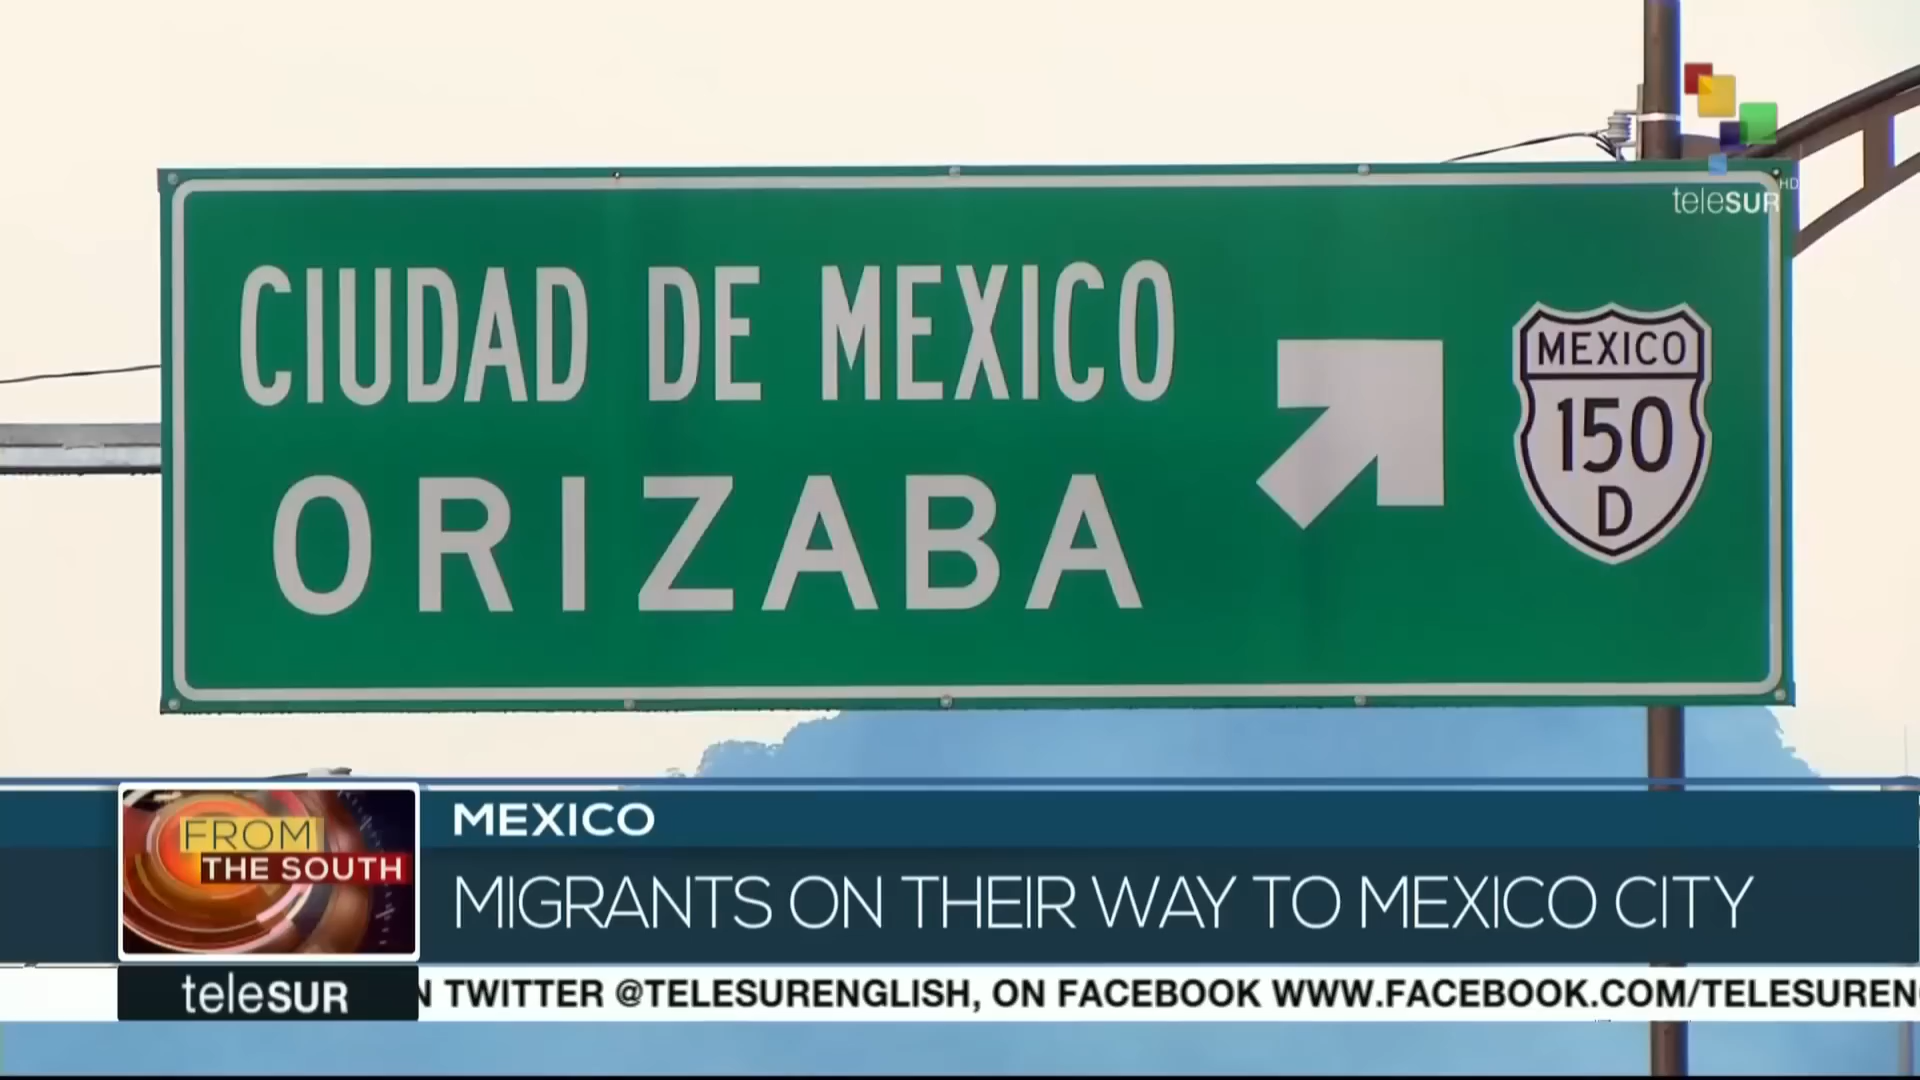 HD
teleSUR
CIUDAD DE MEXICO
ORIZABA
MEXICO
150
D
MEXICO
FROM
THE SOUTH
MIGRANTS ON THEIR WAY TO MEXICO CITY
teleSUR
N TWITTER @TELESURENGLISH, ON FACEBOOK WWW.FACEBOOK.COM/TELESUREN